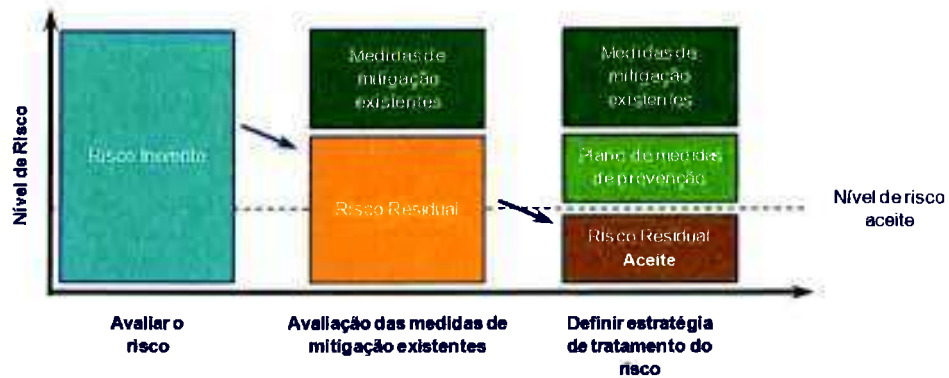 Nível de Risco
Risco Inerente
Medidas de
mitigação
existentes
Risco Residual
Medidas de
mitigação
existentes
Plano de medidas
de prevenção
Risco Residual
Aceite
Nível de risco
aceite
Avaliar o
risco
Avaliação das medidas de
mitigação existentes
Definir estratégia
de tratamento do
risco